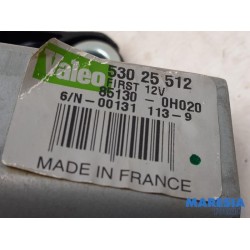 Valeo
530 25 512
FIRST 12V
85130 - 0H020
6/N-00131 113-9
MADE IN FRANCE
MARESIA